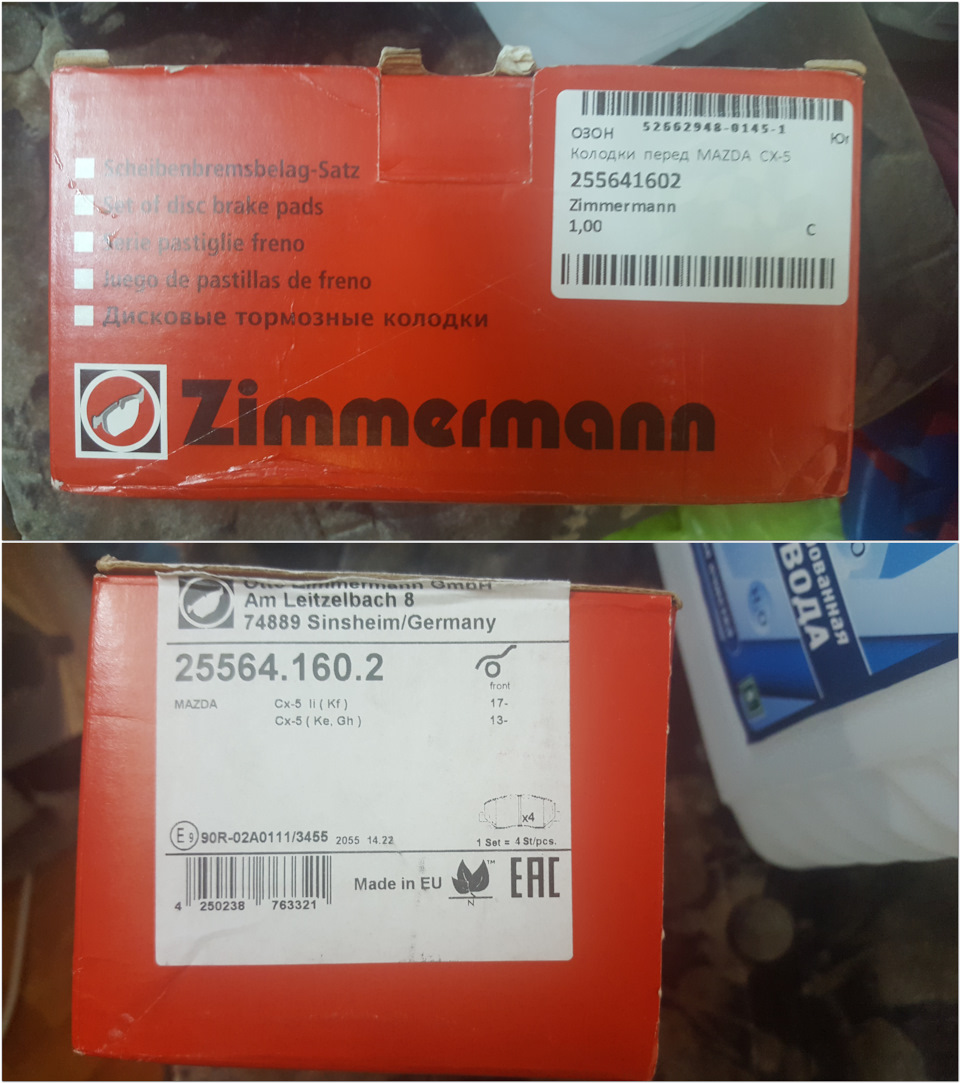 52662948-0145-1
ОЗОН
Юг
Колодки перед MAZDA CX-5
255641602
Zimmermann
1,00
С
Scheibenbremsbelag-Satz
Set of disc brake pads
Serie pastiglie freno
Juego de pastillas de freno
Дисковые тормозные колодки
Zimmermann
Otto Zimmermann GmbH
Am Leitzelbach 8
74889 Sinsheim/Germany
25564.160.2
front
MAZDA Cx-5 Ii ( Kf ) 17-
Cx-5 ( Ke, Gh ) 13-
x4
E9 90R-02A0111/3455 2055 14.22
1 Set = 4 St/pcs.
Made in EU
TM
N
EAC
4 250238 763321
ВОДА
H₂O